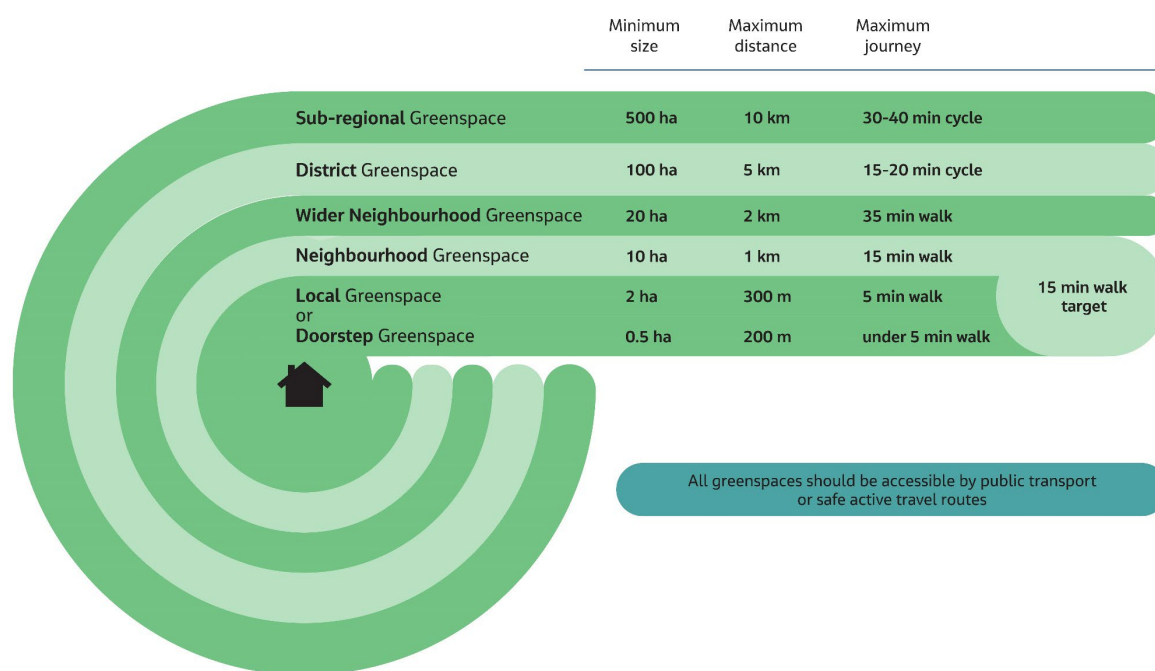 Minimum size Maximum distance Maximum journey
Sub-regional Greenspace 500 ha 10 km 30-40 min cycle
District Greenspace 100 ha 5 km 15-20 min cycle
Wider Neighbourhood Greenspace 20 ha 2 km 35 min walk
Neighbourhood Greenspace 10 ha 1 km 15 min walk
Local Greenspace 2 ha 300 m 5 min walk
or
Doorstep Greenspace 0.5 ha 200 m under 5 min walk
15 min walk
target
All greenspaces should be accessible by public transport
or safe active travel routes